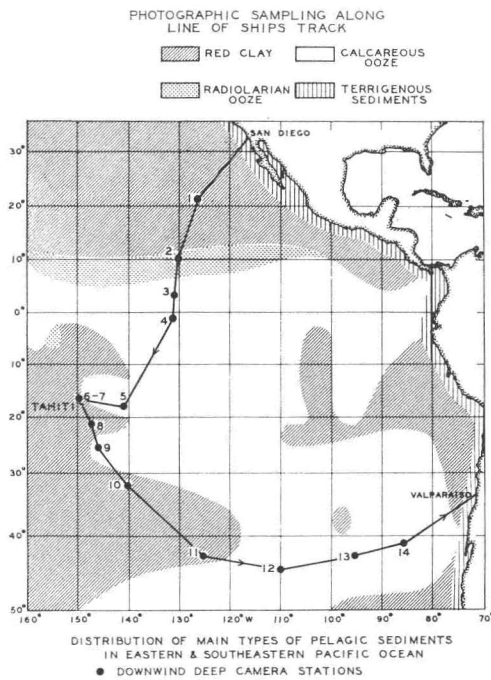 PHOTOGRAPHIC SAMPLING ALONG
LINE OF SHIPS TRACK
RED CLAY
CALCAREOUS
OOZE
RADIOLARIAN
OOZE
TERRIGENOUS
SEDIMENTS
SAN DIEGO
30°
20°
10°
0°
10°
TAHITI
20°
30°
40°
50°
1
2
3
4
5
6-7
8
9
10
11
12
13
14
VALPARAISO
160° 150° 140° 130° 120°W 110° 100° 90° 80° 70°
DISTRIBUTION OF MAIN TYPES OF PELAGIC SEDIMENTS
IN EASTERN & SOUTHEASTERN PACIFIC OCEAN
DOWNWIND DEEP CAMERA STATIONS